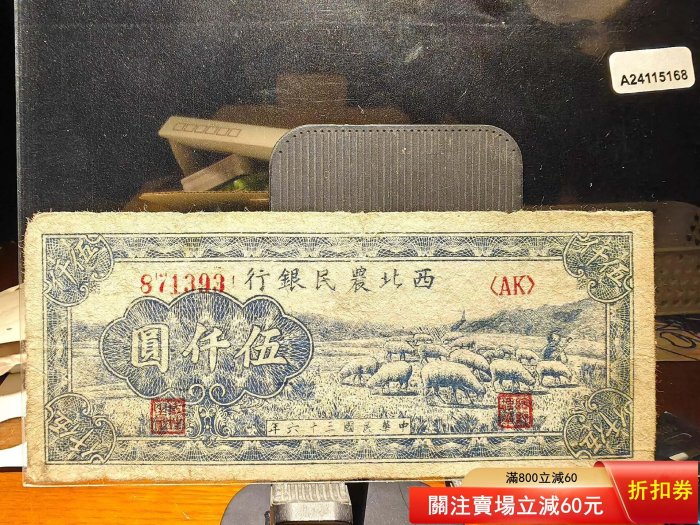 A24115168
871393
行銀民農北西
〈AK〉
圓仟伍
年六十三國民華中
滿800立減60
關注賣場立減60元
折扣券